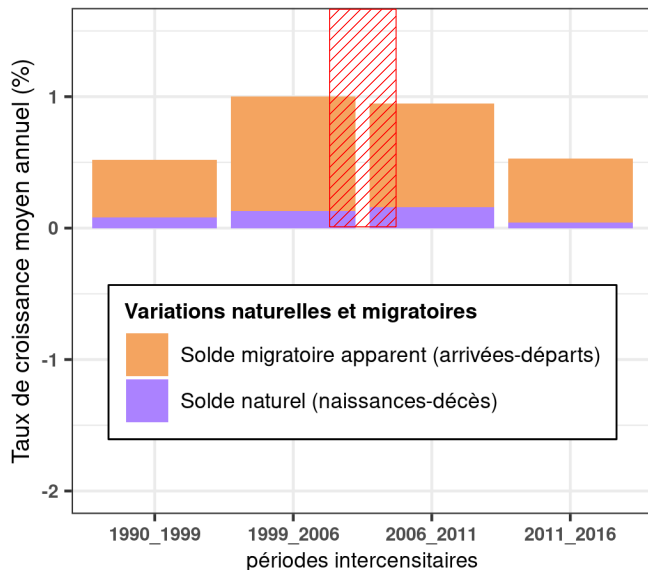 Taux de croissance moyen annuel (%)
1
0
-1
-2
Variations naturelles et migratoires
Solde migratoire apparent (arrivées-départs)
Solde naturel (naissances-décès)
1990_1999 1999_2006 2006_2011 2011_2016
périodes intercensitaires